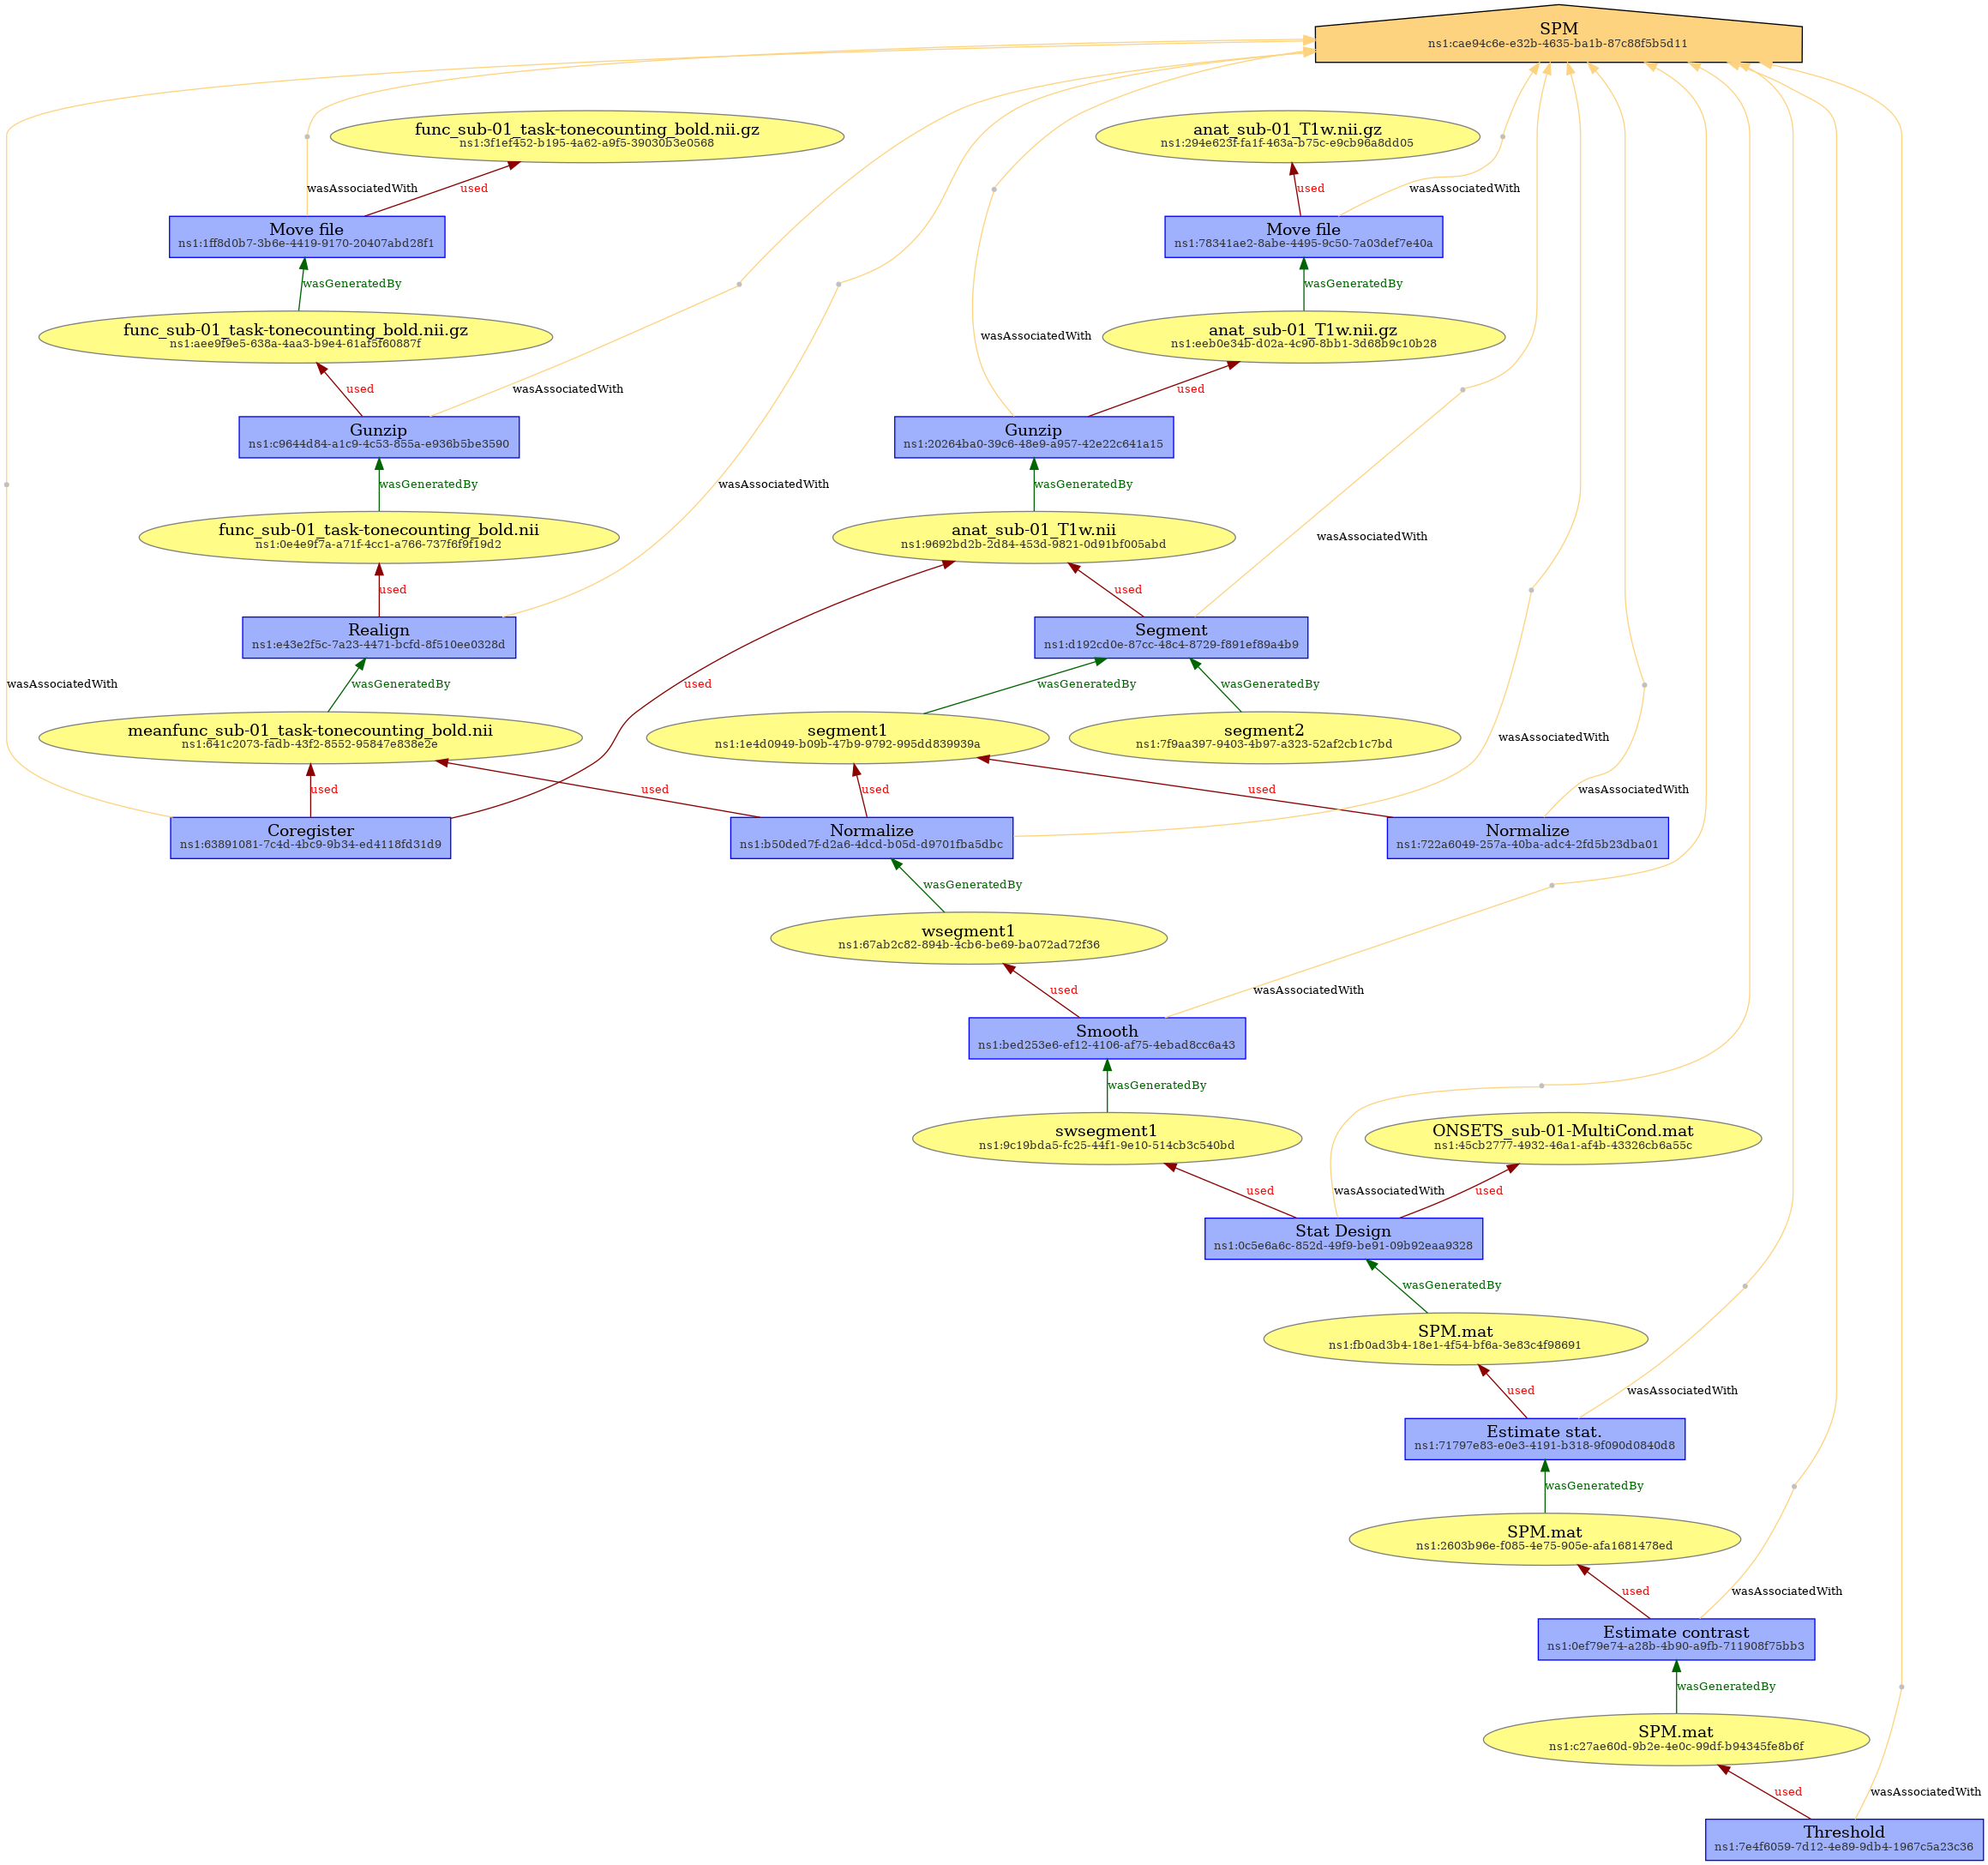 SPM
ns1:cae94c6e-e32b-4635-ba1b-87c88f5b5d11
func_sub-01_task-tonecounting_bold.nii.gz
ns1:3f1ef452-b195-4a62-a9f5-39030b3e0568
anat_sub-01_T1w.nii.gz
ns1:294e623f-fa1f-463a-b75c-e9cb96a8dd05
wasAssociatedWith
used
used
wasAssociatedWith
Move file
ns1:1ff8d0b7-3b6e-4419-9170-20407abd28f1
Move file
ns1:78341ae2-8abe-4495-9c50-7a03def7e40a
wasGeneratedBy
wasGeneratedBy
func_sub-01_task-tonecounting_bold.nii.gz
ns1:aee9f9e5-638a-4aa3-b9e4-61af5f60887f
wasAssociatedWith
anat_sub-01_T1w.nii.gz
ns1:eeb0e34b-d02a-4c90-8bb1-3d68b9c10b28
used
wasAssociatedWith
used
Gunzip
ns1:c9644d84-a1c9-4c53-855a-e936b5be3590
Gunzip
ns1:20264ba0-39c6-48e9-a957-42e22c641a15
wasGeneratedBy
wasAssociatedWith
wasGeneratedBy
func_sub-01_task-tonecounting_bold.nii
ns1:0e4e9f7a-a71f-4cc1-a766-737f6f9f19d2
anat_sub-01_T1w.nii
ns1:9692bd2b-2d84-453d-9821-0d91bf005abd
wasAssociatedWith
used
used
Realign
ns1:e43e2f5c-7a23-4471-bcfd-8f510ee0328d
Segment
ns1:d192cd0e-87cc-48c4-8729-f891ef89a4b9
wasAssociatedWith
wasGeneratedBy
used
wasGeneratedBy
wasGeneratedBy
meanfunc_sub-01_task-tonecounting_bold.nii
ns1:641c2073-fadb-43f2-8552-95847e838e2e
segment1
ns1:1e4d0949-b09b-47b9-9792-995dd839939a
segment2
ns1:7f9aa397-9403-4b97-a323-52af2cb1c7bd
wasAssociatedWith
used
used
used
used
wasAssociatedWith
Coregister
ns1:63891081-7c4d-4bc9-9b34-ed4118fd31d9
Normalize
ns1:b50ded7f-d2a6-4dcd-b05d-d9701fba5dbc
Normalize
ns1:722a6049-257a-40ba-adc4-2fd5b23dba01
wasGeneratedBy
wsegment1
ns1:67ab2c82-894b-4cb6-be69-ba072ad72f36
used
wasAssociatedWith
Smooth
ns1:bed253e6-ef12-4106-af75-4ebad8cc6a43
wasGeneratedBy
swsegment1
ns1:9c19bda5-fc25-44f1-9e10-514cb3c540bd
ONSETS_sub-01-MultiCond.mat
ns1:45cb2777-4932-46a1-af4b-43326cb6a55c
used
wasAssociatedWith
used
Stat Design
ns1:0c5e6a6c-852d-49f9-be91-09b92eaa9328
wasGeneratedBy
SPM.mat
ns1:fb0ad3b4-18e1-4f54-bf6a-3e83c4f98691
used
wasAssociatedWith
Estimate stat.
ns1:71797e83-e0e3-4191-b318-9f090d0840d8
wasGeneratedBy
SPM.mat
ns1:2603b96e-f085-4e75-905e-afa1681478ed
used
wasAssociatedWith
Estimate contrast
ns1:0ef79e74-a28b-4b90-a9fb-711908f75bb3
wasGeneratedBy
SPM.mat
ns1:c27ae60d-9b2e-4e0c-99df-b94345fe8b6f
used
wasAssociatedWith
Threshold
ns1:7e4f6059-7d12-4e89-9db4-1967c5a23c36